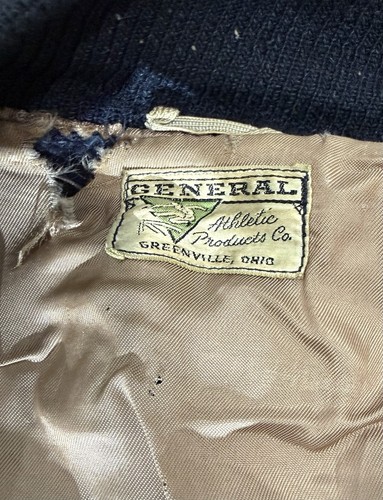 GENERAL
Athletic
Products Co.
GREENVILLE, OHIO